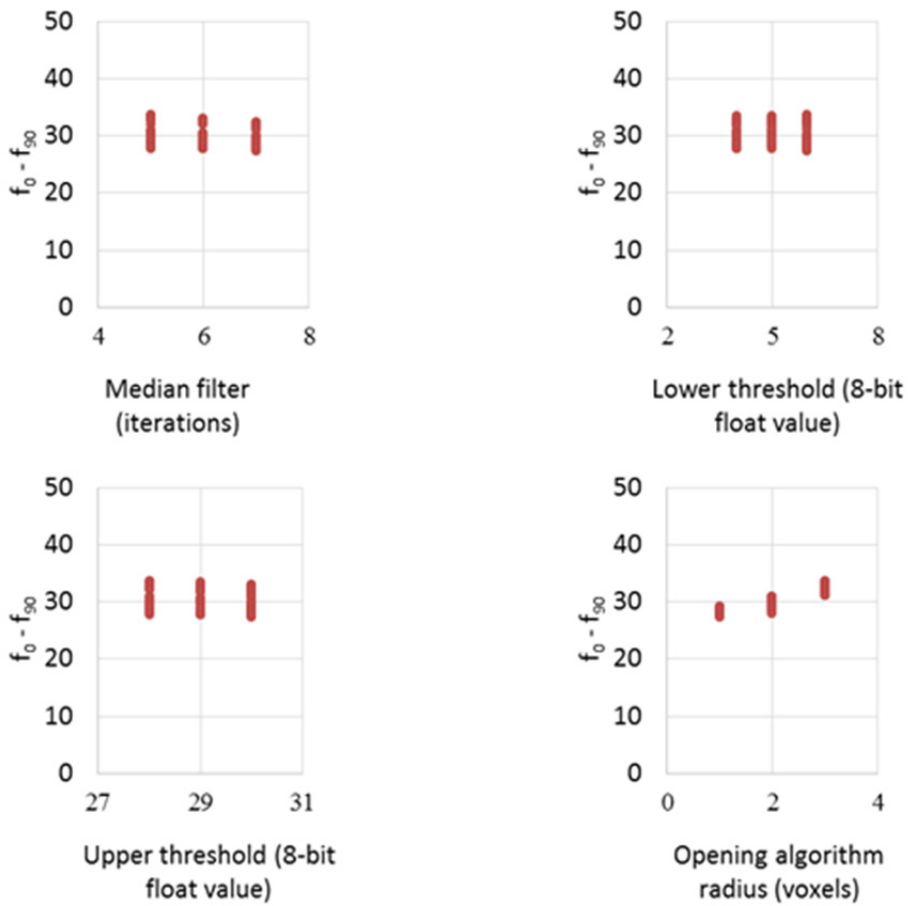 50
40
30
20
10
0
f0 - f90
4 6 8
Median filter
(iterations)
50
40
30
20
10
0
f0 - f90
2 5 8
Lower threshold (8-bit
float value)
50
40
30
20
10
0
f0 - f90
27 29 31
Upper threshold (8-bit
float value)
50
40
30
20
10
0
f0 - f90
0 2 4
Opening algorithm
radius (voxels)